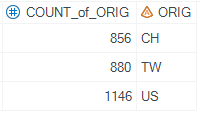 COUNT_of_ORIG ORIG
856 CH
880 TW
1146 US